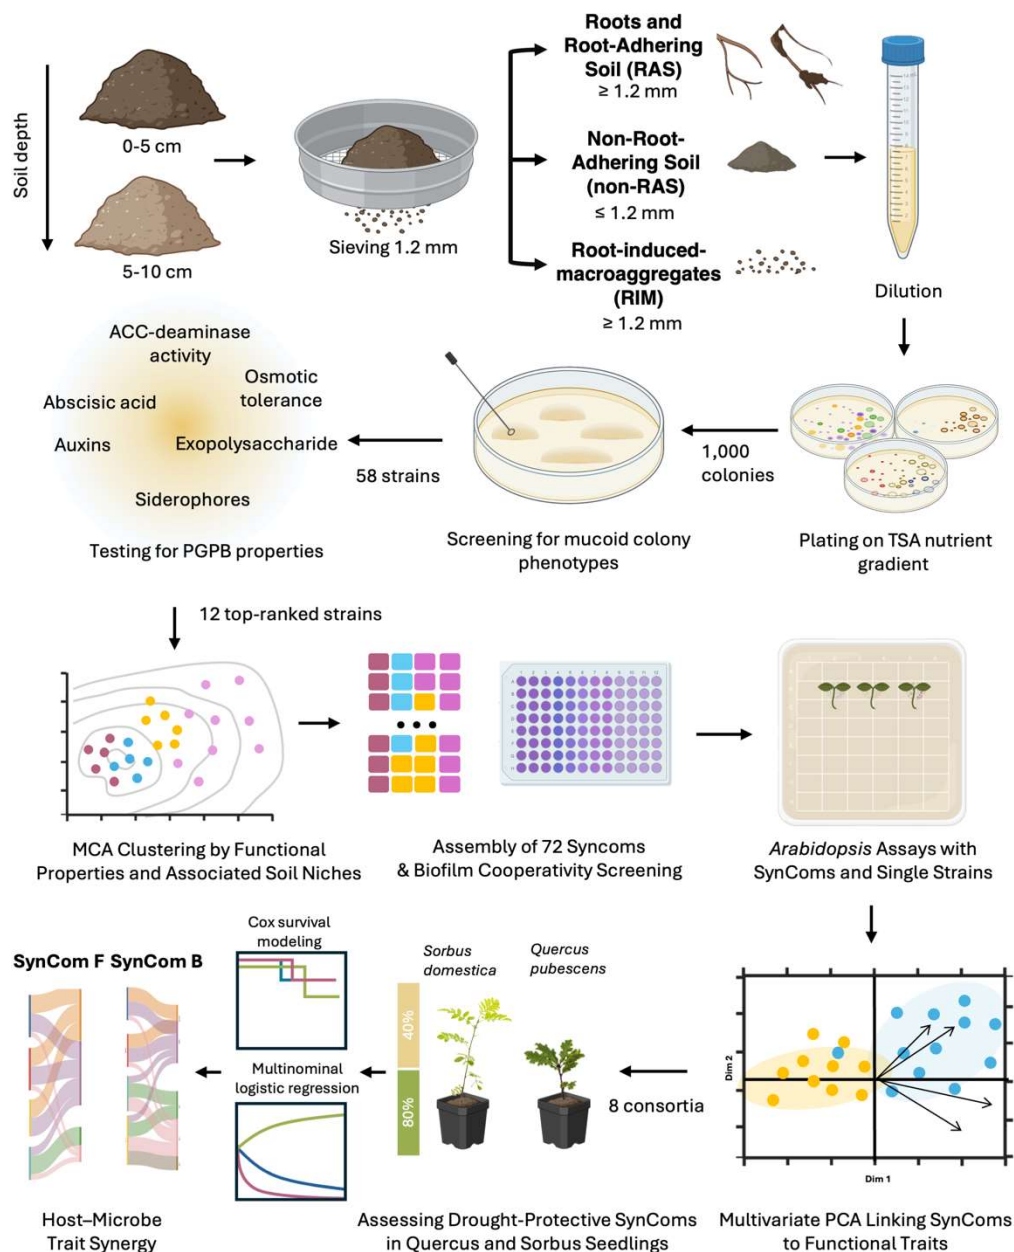 Soil depth
0-5 cm
5-10 cm
Sieving 1.2 mm
Roots and
Root-Adhering
Soil (RAS)
≥ 1.2 mm
Non-Root-
Adhering Soil
(non-RAS)
≤ 1.2 mm
Root-induced-
macroaggregates
(RIM)
≥ 1.2 mm
Dilution
ACC-deaminase
activity
Osmotic
tolerance
Abscisic acid
Auxins
Exopolysaccharide
Siderophores
Testing for PGPB properties
58 strains
Screening for mucoid colony
phenotypes
1,000
colonies
Plating on TSA nutrient
gradient
12 top-ranked strains
MCA Clustering by Functional
Properties and Associated Soil Niches
Assembly of 72 Syncoms
& Biofilm Cooperativity Screening
Arabidopsis Assays with
SynComs and Single Strains
SynCom F SynCom B
Host–Microbe
Trait Synergy
Cox survival
modeling
Multinominal
logistic regression
40%
80%
Sorbus
domestica
Quercus
pubescens
Assessing Drought-Protective SynComs
in Quercus and Sorbus Seedlings
8 consortia
Dim 2
Dim 1
Multivariate PCA Linking SynComs
to Functional Traits